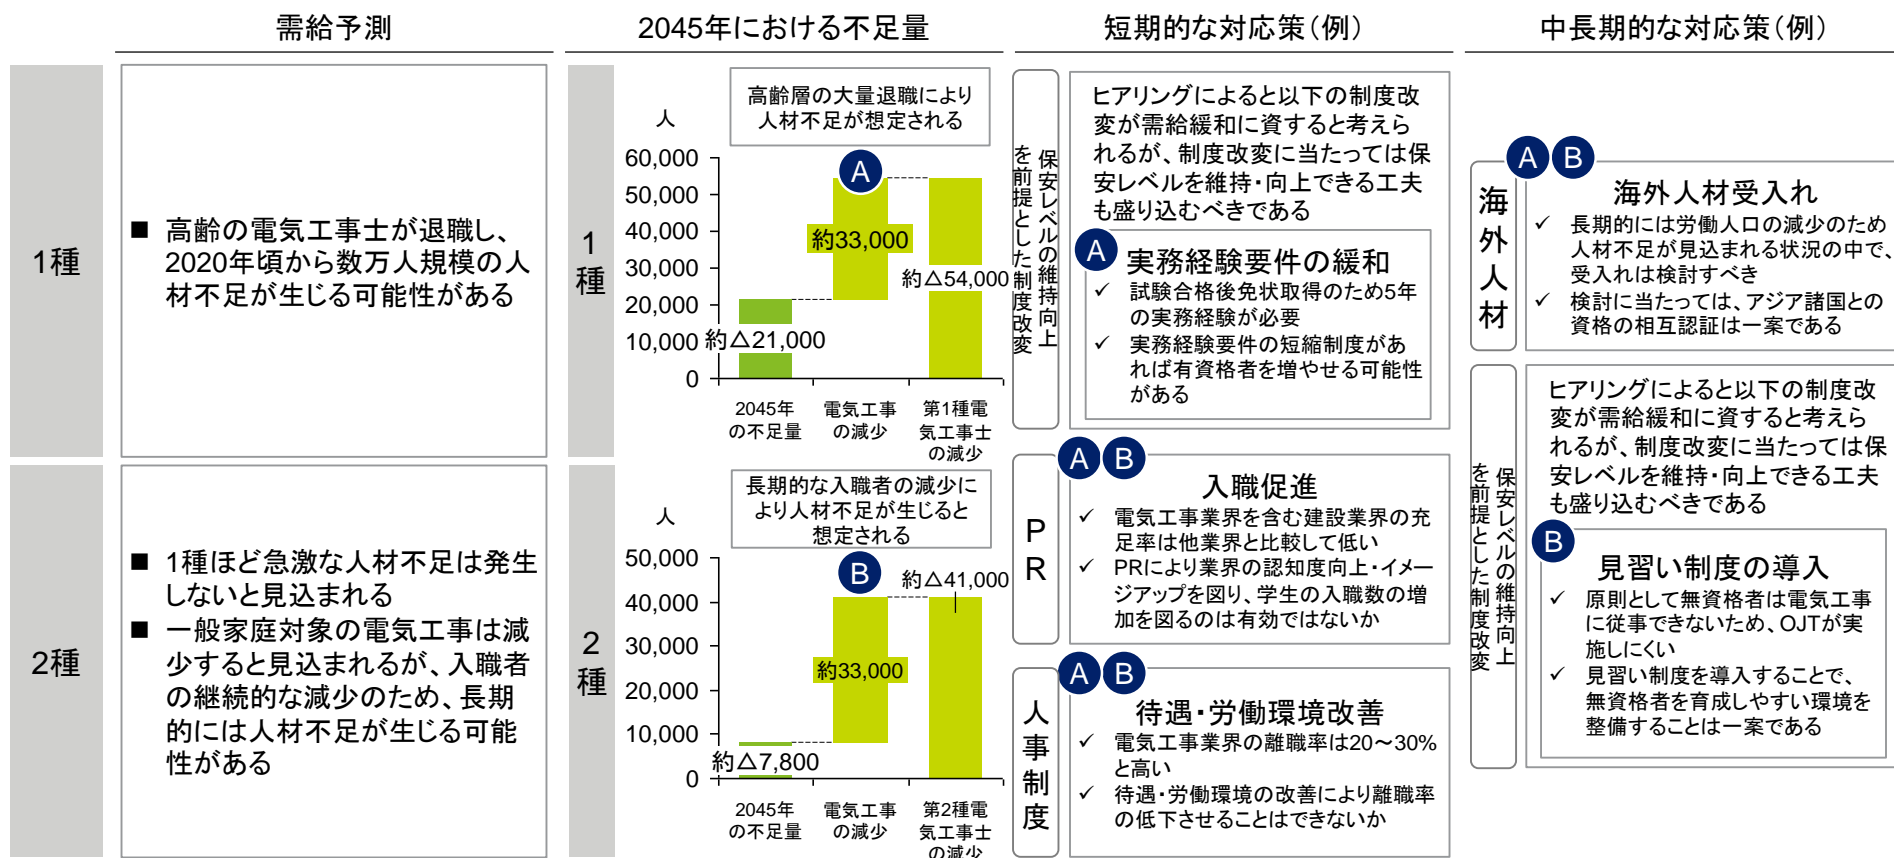 需給予測
2045年における不足量
短期的な対応策（例）
中長期的な対応策（例）
1種
■ 高齢の電気工事士が退職し、
2020年頃から数万人規模の人
材不足が生じる可能性がある
2種
■ 1種ほど急激な人材不足は発生
しないと見込まれる
■ 一般家庭対象の電気工事は減
少すると見込まれるが、入職者
の継続的な減少のため、長期
的には人材不足が生じる可能
性がある
1種
高齢層の大量退職により
人材不足が想定される
人
A
60,000
50,000
40,000
30,000
20,000
10,000
0
約△21,000
約33,000
約△54,000
2045年
の不足量
電気工事
の減少
第1種電
気工事士
の減少
2種
長期的な入職者の減少に
より人材不足が生じると
想定される
人
B
50,000
40,000
30,000
20,000
10,000
0
約△7,800
約33,000
約△41,000
2045年
の不足量
電気工事
の減少
第2種電
気工事士
の減少
保安レベルの維持向上
を前提とした制度改変
ヒアリングによると以下の制度改
変が需給緩和に資すると考えら
れるが、制度改変に当たっては保
安レベルを維持・向上できる工夫
も盛り込むべきである
A
実務経験要件の緩和
✓ 試験合格後免状取得のため5年
の実務経験が必要
✓ 実務経験要件の短縮制度があ
れば有資格者を増やせる可能性
がある
PR
A B
入職促進
✓ 電気工事業界を含む建設業界の充
足率は他業界と比較して低い
✓ PRにより業界の認知度向上・イメー
ジアップを図り、学生の入職数の増
加を図るのは有効ではないか
人事制度
A B
待遇・労働環境改善
✓ 電気工事業界の離職率は20～30%
と高い
✓ 待遇・労働環境の改善により離職率
の低下させることはできないか
海外人材
A B
海外人材受入れ
✓ 長期的には労働人口の減少のため
人材不足が見込まれる状況の中で、
受入れは検討すべき
✓ 検討に当たっては、アジア諸国との
資格の相互認証は一案である
保安レベルの維持向上
を前提とした制度改変
ヒアリングによると以下の制度改
変が需給緩和に資すると考えら
れるが、制度改変に当たっては保
安レベルを維持・向上できる工夫
も盛り込むべきである
B
見習い制度の導入
✓ 原則として無資格者は電気工事
に従事できないため、OJTが実
施しにくい
✓ 見習い制度を導入することで、
無資格者を育成しやすい環境を
整備することは一案である